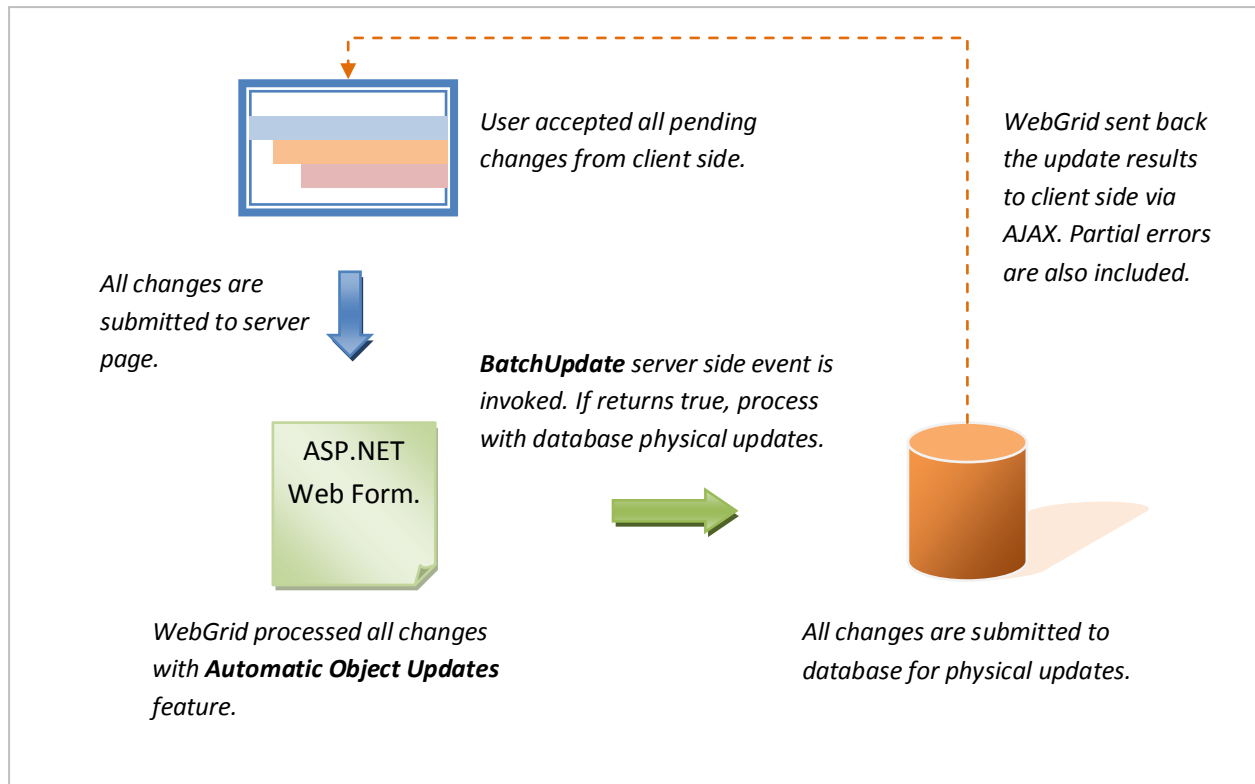 User accepted all pending
changes from client side.
WebGrid sent back
the update results
to client side via
AJAX. Partial errors
are also included.
All changes are
submitted to server
page.
BatchUpdate server side event is
invoked. If returns true, process
with database physical updates.
ASP.NET
Web Form.
WebGrid processed all changes
with Automatic Object Updates
feature.
All changes are submitted to
database for physical updates.